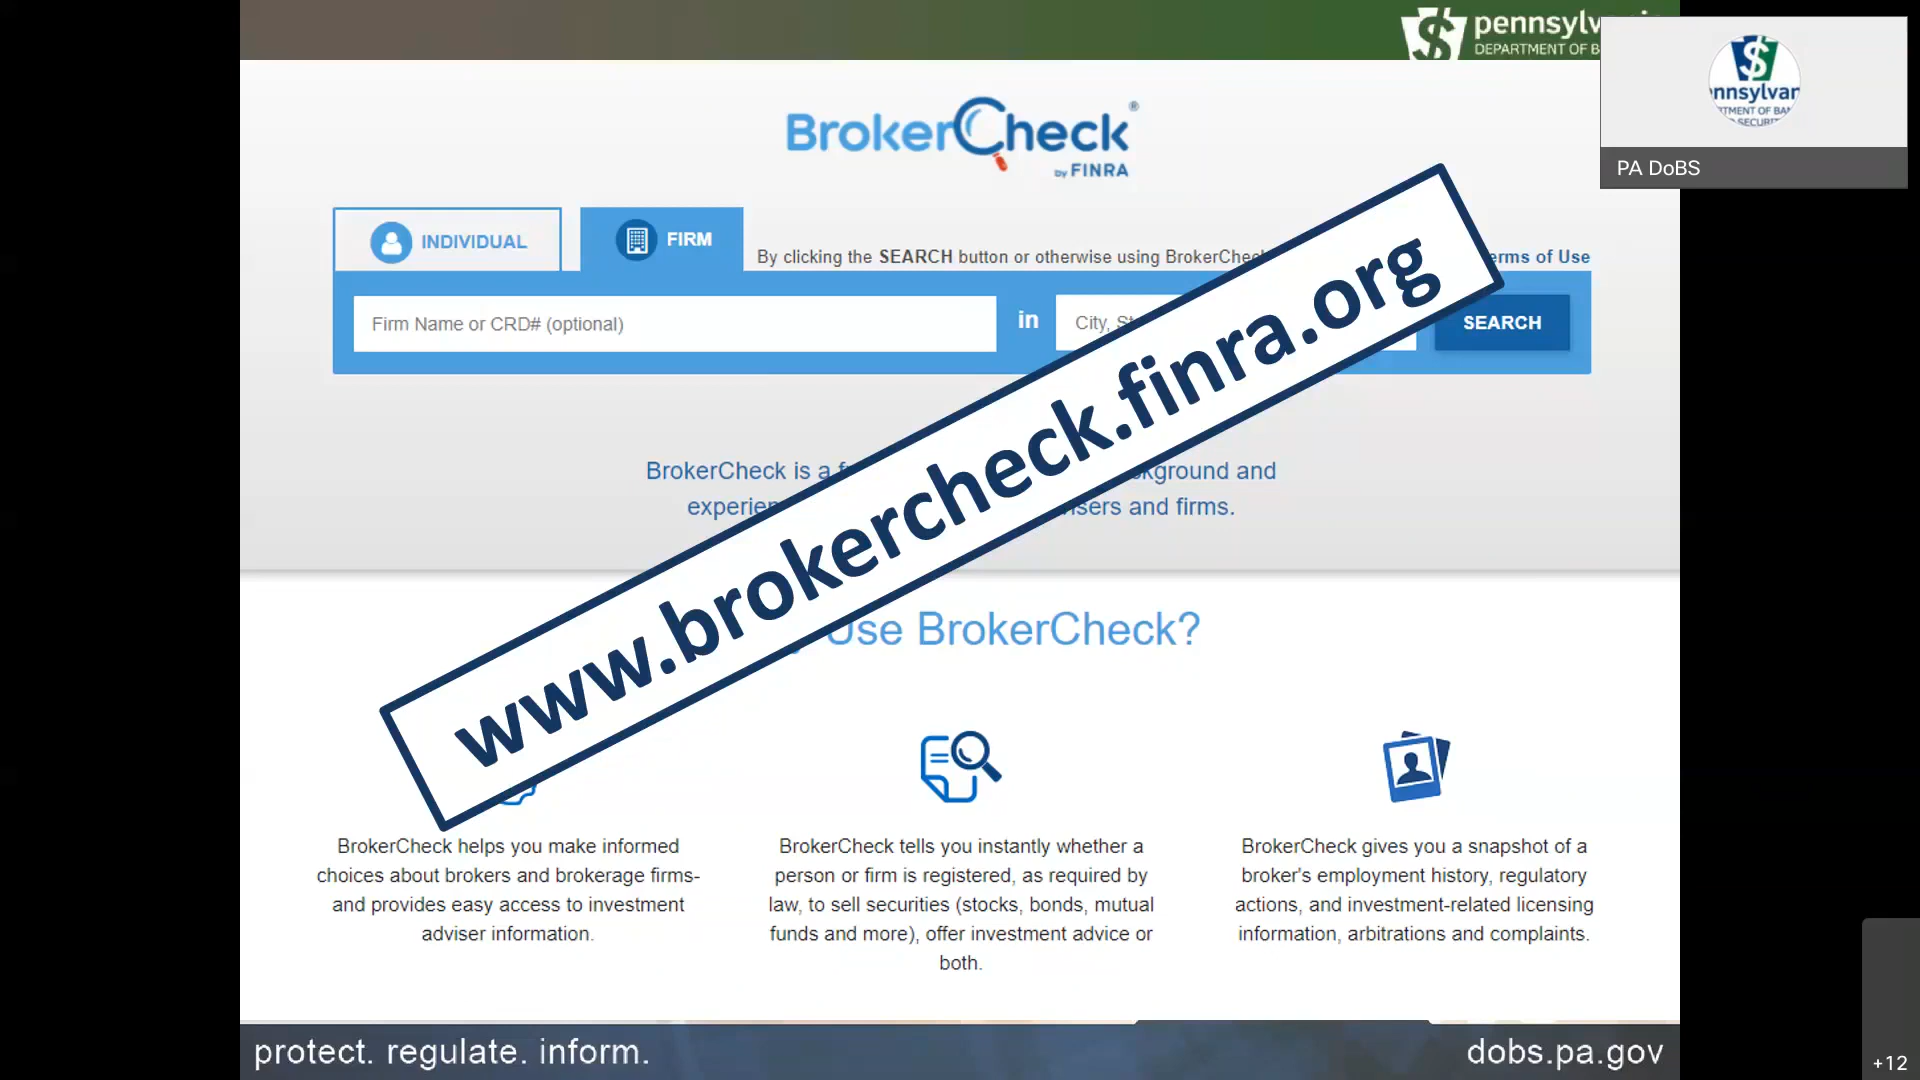 pennsylv
DEPARTMENT OF B
PA DoBS
BrokerCheck®
by FINRA
INDIVIDUAL
FIRM
By clicking the SEARCH button or otherwise using BrokerChec
erms of Use
Firm Name or CRD# (optional)
in
City, St
SEARCH
www.brokercheck.finra.org
BrokerCheck is a f
kground and
experie
sers and firms.
Use BrokerCheck?
BrokerCheck helps you make informed
choices about brokers and brokerage firms-
and provides easy access to investment
adviser information.
BrokerCheck tells you instantly whether a
person or firm is registered, as required by
law, to sell securities (stocks, bonds, mutual
funds and more), offer investment advice or
both.
BrokerCheck gives you a snapshot of a
broker's employment history, regulatory
actions, and investment-related licensing
information, arbitrations and complaints.
protect. regulate. inform.
dobs.pa.gov
+12